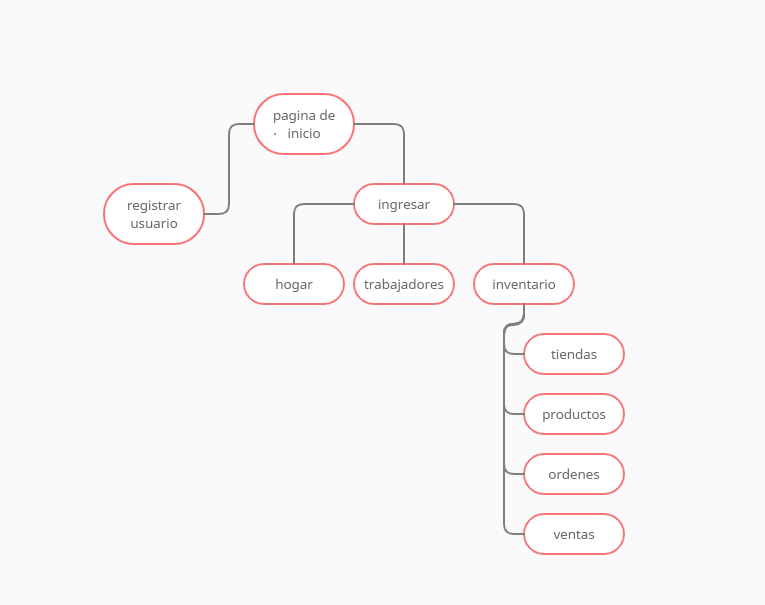 pagina de
· inicio
registrar
usuario
ingresar
hogar
trabajadores
inventario
tiendas
productos
ordenes
ventas